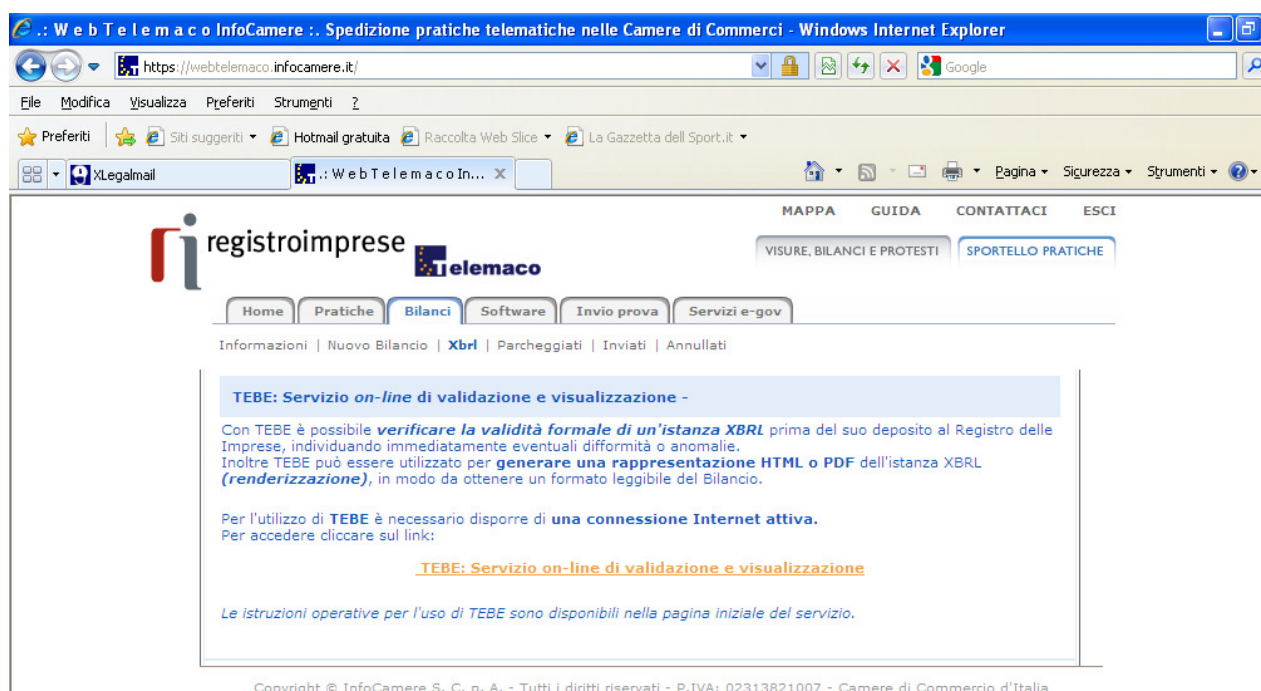 .: W e b T e l e m a c o InfoCamere :. Spedizione pratiche telematiche nelle Camere di Commerci - Windows Internet Explorer
https://webtelemaco.infocamere.it/
Google
File Modifica Visualizza Preferiti Strumenti ?
Preferiti Siti suggeriti Hotmail gratuita Raccolta Web Slice La Gazzetta dell Sport.it
XLegalmail .: W e b T e l e m a c o In... X Pagina Sicurezza Strumenti
MAPPA GUIDA CONTATTACI ESCI
registroimprese Telemaco
VISURE, BILANCI E PROTESTI SPORTELLO PRATICHE
Home Pratiche Bilanci Software Invio prova Servizi e-gov
Informazioni | Nuovo Bilancio | Xbrl | Parcheggiati | Inviati | Annullati
TEBE: Servizio on-line di validazione e visualizzazione -
Con TEBE è possibile verificare la validità formale di un'istanza XBRL prima del suo deposito al Registro delle
Imprese, individuando immediatamente eventuali difformità o anomalie.
Inoltre TEBE può essere utilizzato per generare una rappresentazione HTML o PDF dell'istanza XBRL
(renderizzazione), in modo da ottenere un formato leggibile del Bilancio.
Per l'utilizzo di TEBE è necessario disporre di una connessione Internet attiva.
Per accedere cliccare sul link:
TEBE: Servizio on-line di validazione e visualizzazione
Le istruzioni operative per l'uso di TEBE sono disponibili nella pagina iniziale del servizio.
Copyright © InfoCamere S. C. p. A. - Tutti i diritti riservati - P.IVA: 02313821007 - Camere di Commercio d'Italia